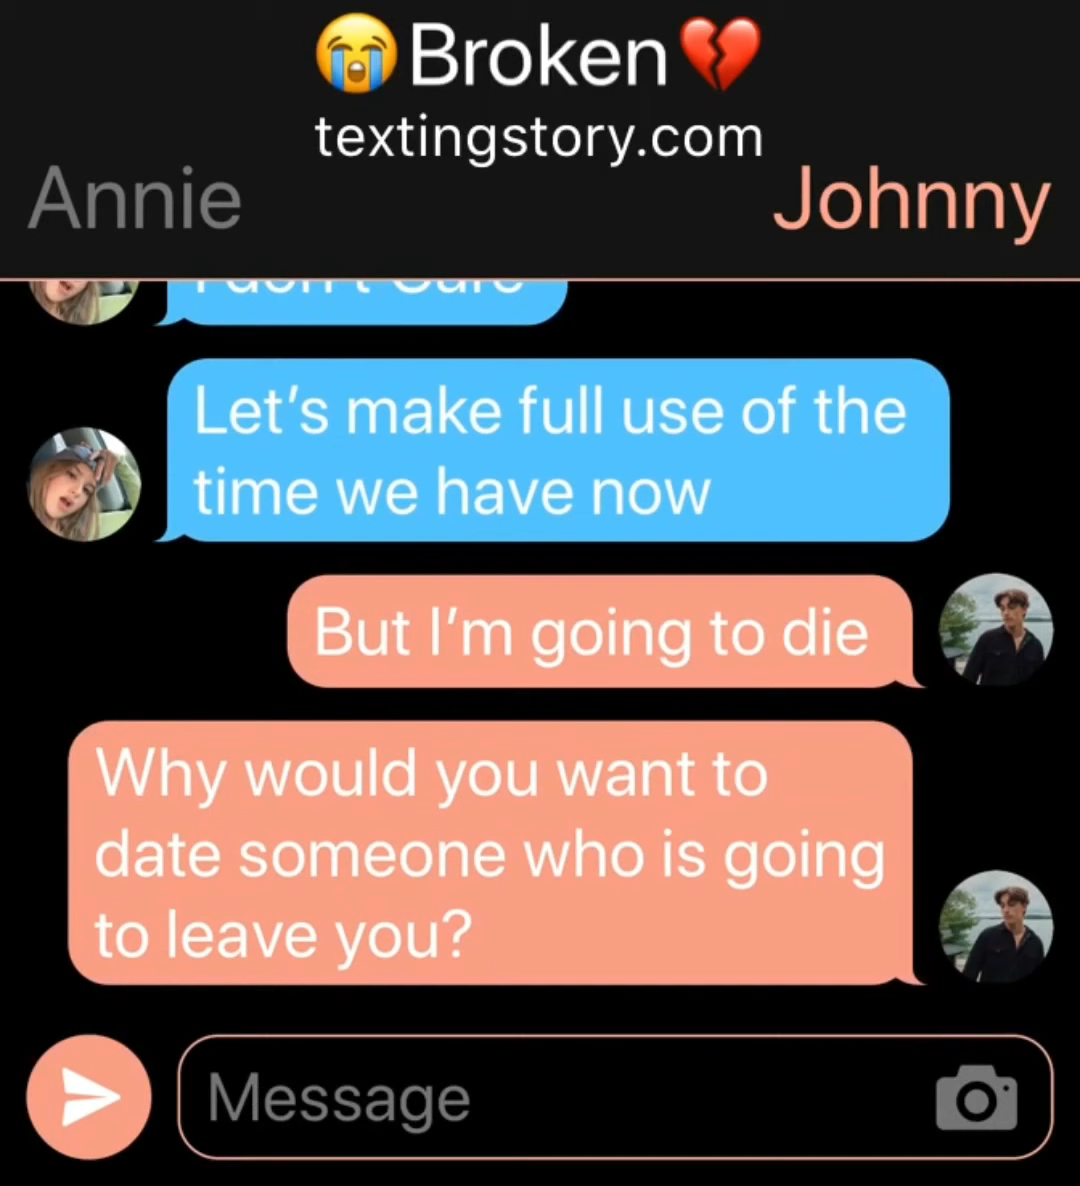 😭Broken💔
textingstory.com
Annie
Johnny
Let’s make full use of the
time we have now
But I’m going to die
Why would you want to
date someone who is going
to leave you?
Message